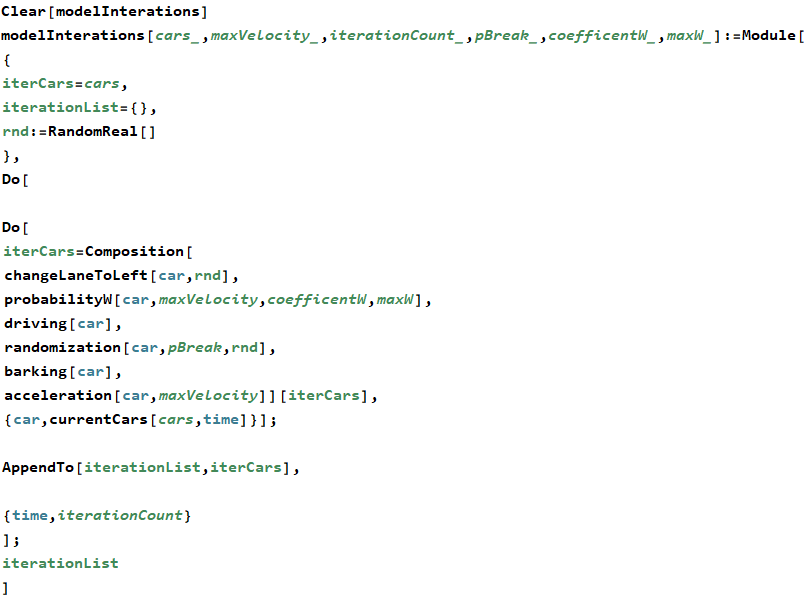 Clear[modelInterations]
modelInterations[cars_,maxVelocity_,iterationCount_,pBreak_,coefficentW_,maxW_]:=Module[
{
iterCars=cars,
iterationList={},
rnd:=RandomReal[]
},
Do[
Do[
iterCars=Composition[
changeLaneToLeft[car,rnd],
probabilityW[car,maxVelocity,coefficentW,maxW],
driving[car],
randomization[car,pBreak,rnd],
barking[car],
acceleration[car,maxVelocity]][iterCars],
{car,currentCars[cars,time]}];
AppendTo[iterationList,iterCars],
{time,iterationCount}
];
iterationList
]